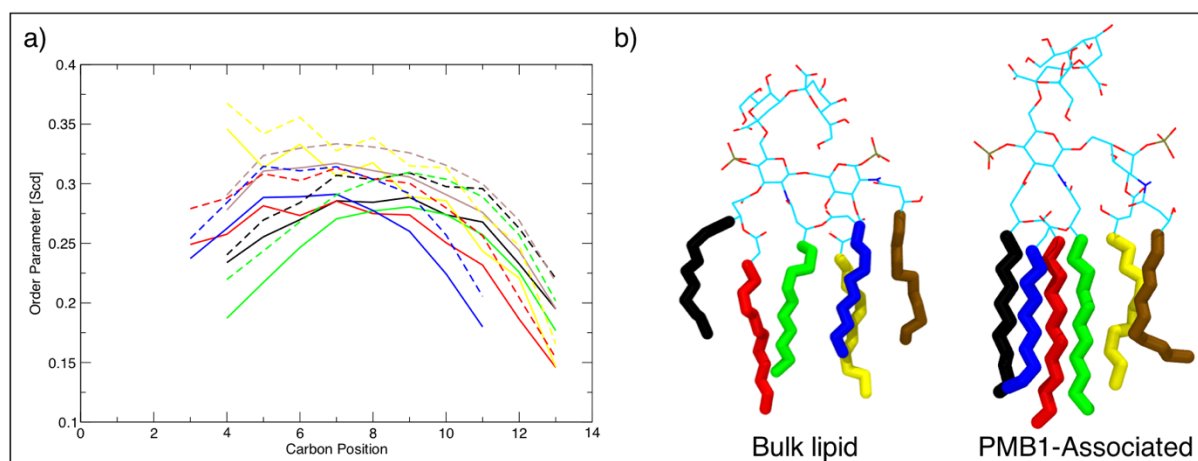 a)
b)
0.4
0.35
0.3
0.25
0.2
0.15
0.1
Order Parameter [Scd]
0 2 4 6 8 10 12 14
Carbon Position
Bulk lipid
PMB1-Associated